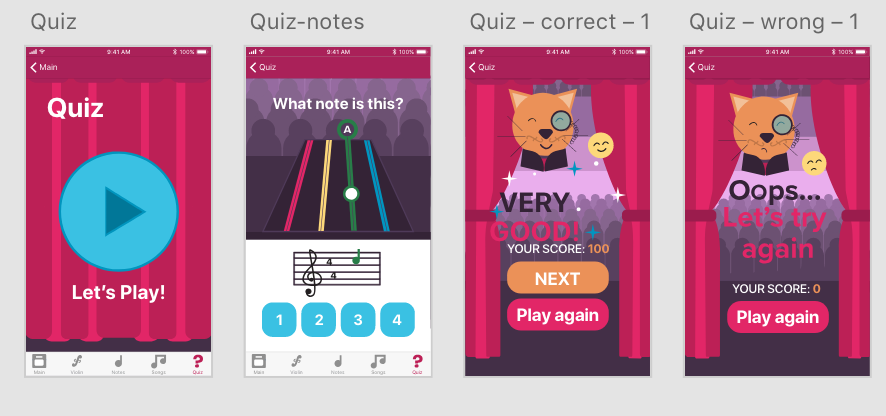 Quiz
9:41 AM
100%
Main
Quiz
Let's Play!
Main
Violin
Notes
Songs
Quiz
Quiz-notes
9:41 AM
100%
Quiz
What note is this?
A
4
4
1
2
3
4
Main
Violin
Notes
Songs
Quiz
Quiz – correct – 1
9:41 AM
100%
Quiz
VERY
GOOD!
YOUR SCORE: 100
NEXT
Play again
Quiz – wrong – 1
9:41 AM
100%
Quiz
Oops...
Let's try
again
YOUR SCORE: 0
Play again